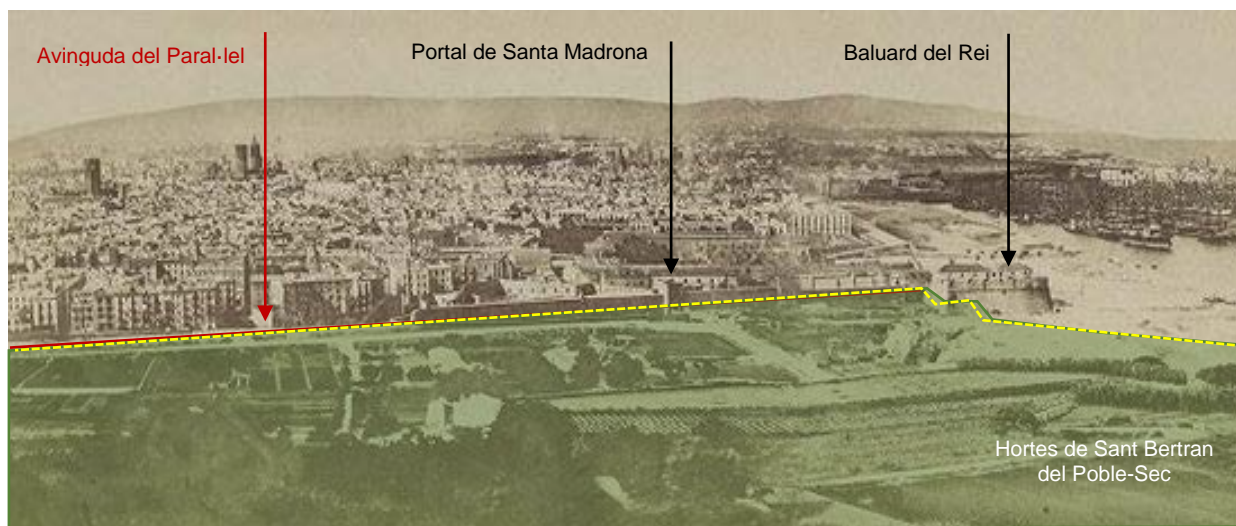 Avinguda del Paral·lel
Portal de Santa Madrona
Baluard del Rei
Hortes de Sant Bertran
del Poble-Sec